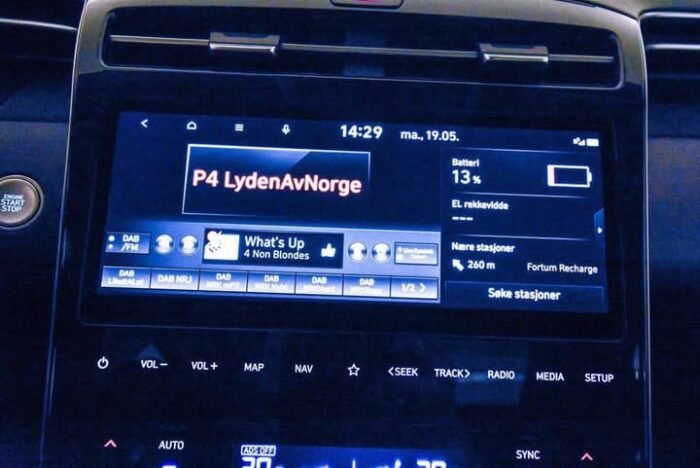 14:29 ma., 19.05.
P4 LydenAvNorge
Batteri
13 %
EL rekkevidde
---
Nære stasjoner
260 m Fortum Recharge
Søke stasjoner
DAB
/FM
What's Up
4 Non Blondes
DAB
DAB NRJ
DAB
DAB
DAB
DAB
1/2 >
ENGINE
START
STOP
VOL− VOL+ MAP NAV <SEEK TRACK> RADIO MEDIA SETUP
AUTO AGS OFF SYNC